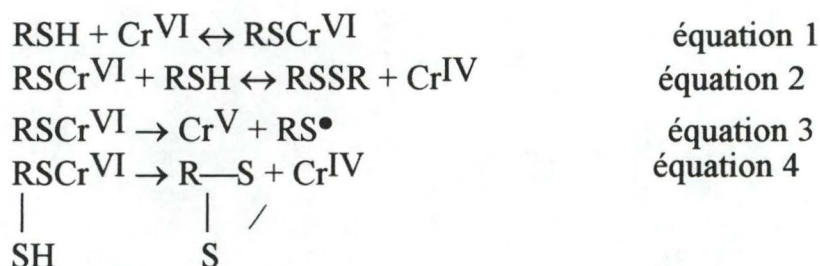 RSH + Cr^VI ↔ RSCr^VI équation 1
RSCr^VI + RSH ↔ RSSR + Cr^IV équation 2
RSCr^VI → Cr^V + RS• équation 3
RSCr^VI → R—S + Cr^IV équation 4
| | /
SH S